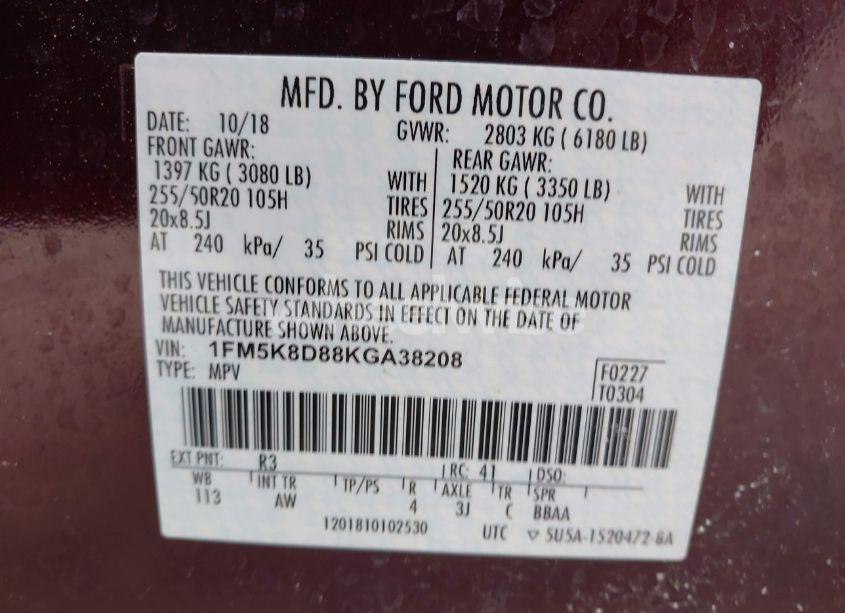 MFD. BY FORD MOTOR CO.
DATE: 10/18 GVWR: 2803 KG ( 6180 LB)
FRONT GAWR: REAR GAWR:
1397 KG ( 3080 LB) WITH 1520 KG ( 3350 LB) WITH
255/50R20 105H TIRES 255/50R20 105H TIRES
20x8.5J RIMS 20x8.5J RIMS
AT 240 kPa/ 35 PSI COLD AT 240 kPa/ 35 PSI COLD
THIS VEHICLE CONFORMS TO ALL APPLICABLE FEDERAL MOTOR
VEHICLE SAFETY STANDARDS IN EFFECT ON THE DATE OF
MANUFACTURE SHOWN ABOVE.
VIN: 1FM5K8D88KGA38208
TYPE: MPV
F0227
T0304
EXT PNT: R3 RC: 41 DSO:
WB INT TR TP/PS R AXLE TR SPR
113 AW 4 3J C BBAA
1201810102530 UTC ▽ SU5A-1520472-BA